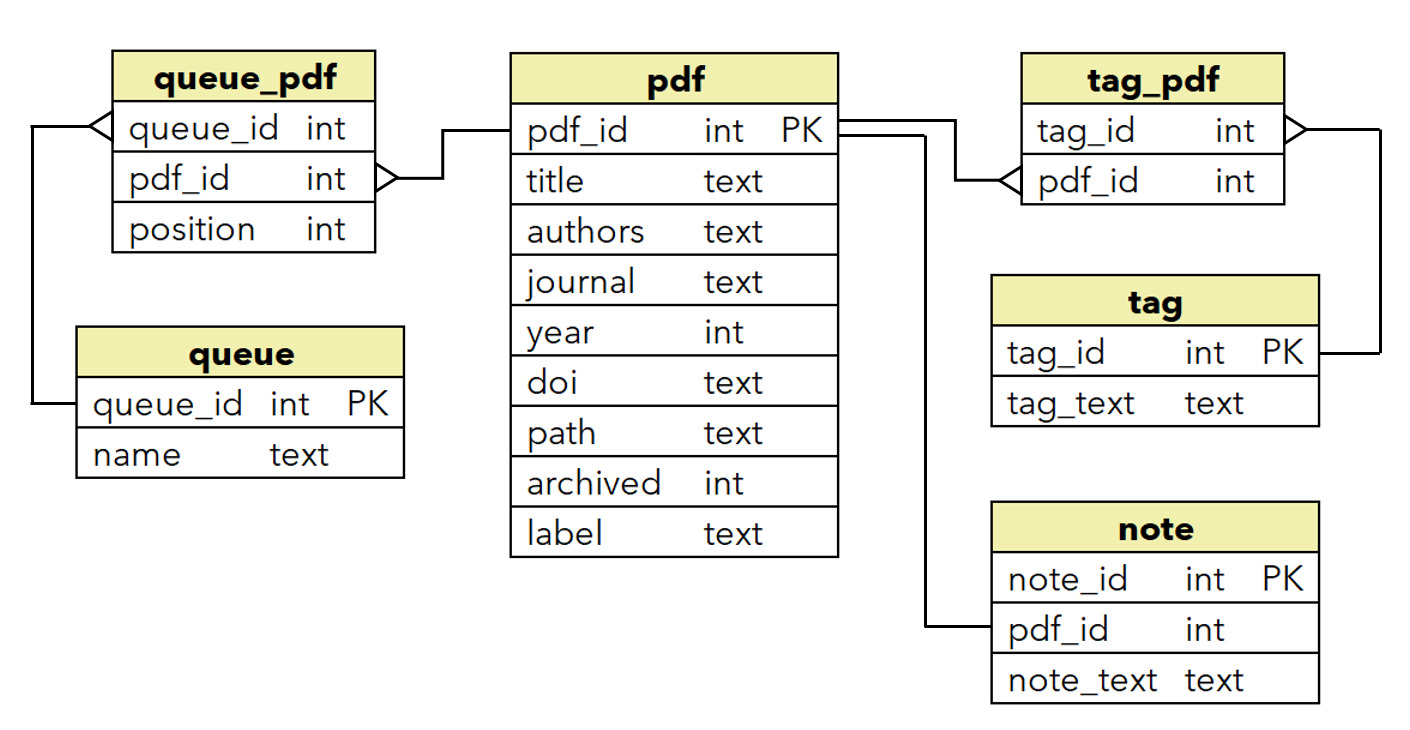 queue_pdf
queue_id int
pdf_id int
position int
queue
queue_id int PK
name text
pdf
pdf_id int PK
title text
authors text
journal text
year int
doi text
path text
archived int
label text
tag_pdf
tag_id int
pdf_id int
tag
tag_id int PK
tag_text text
note
note_id int PK
pdf_id int
note_text text